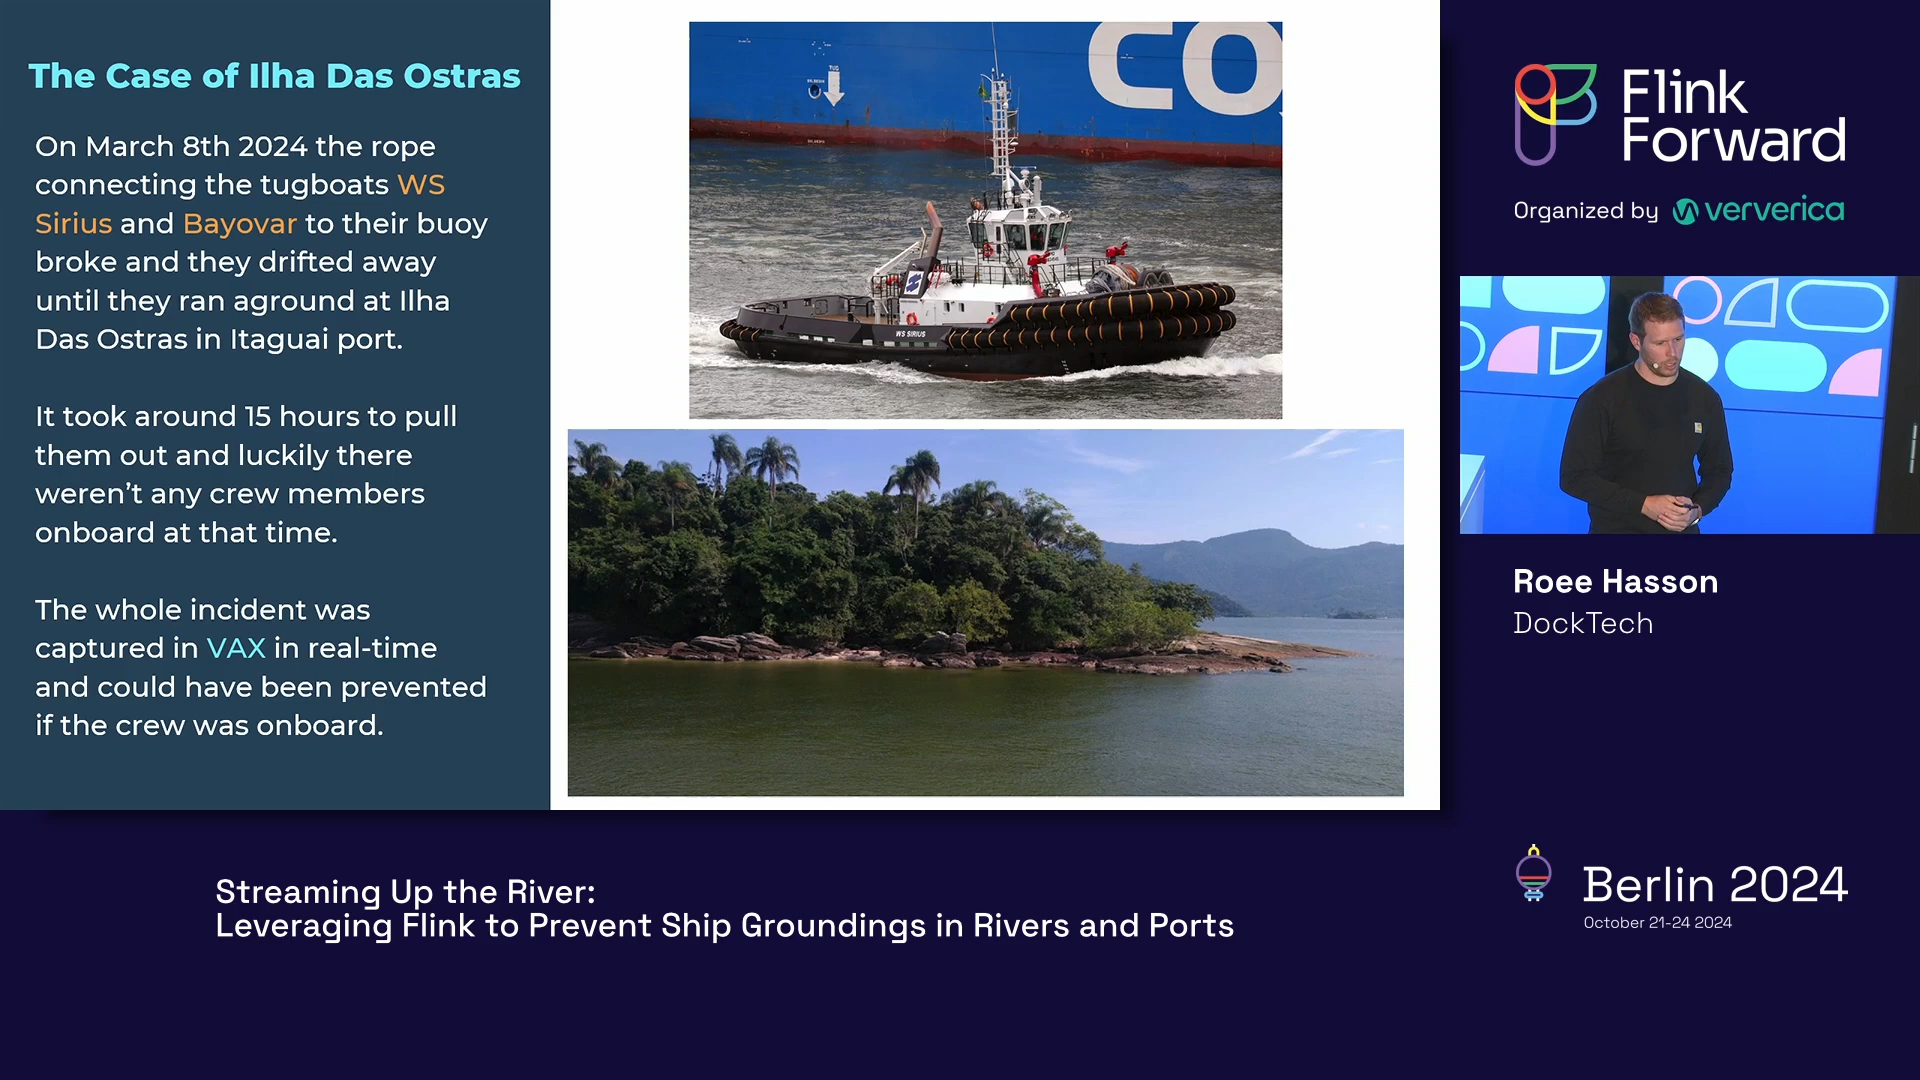 The Case of Ilha Das Ostras
On March 8th 2024 the rope
connecting the tugboats WS
Sirius and Bayovar to their buoy
broke and they drifted away
until they ran aground at Ilha
Das Ostras in Itaguai port.
It took around 15 hours to pull
them out and luckily there
weren't any crew members
onboard at that time.
The whole incident was
captured in VAX in real-time
and could have been prevented
if the crew was onboard.
CO
TUG
WS SIRIUS
Flink
Forward
Organized by ververica
Roee Hasson
DockTech
Streaming Up the River:
Leveraging Flink to Prevent Ship Groundings in Rivers and Ports
Berlin 2024
October 21-24 2024